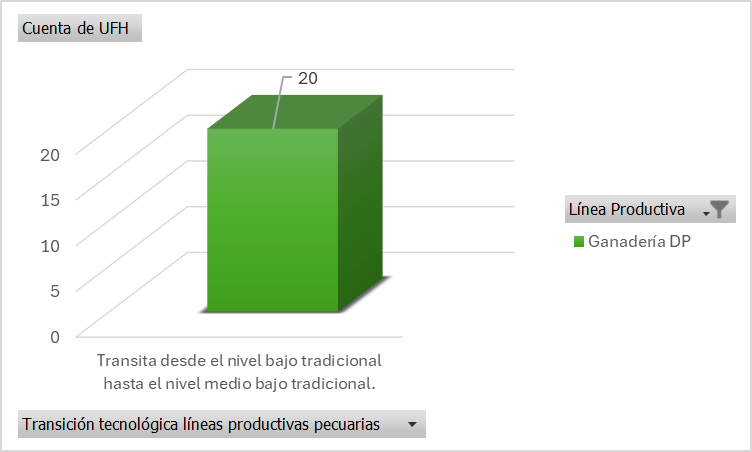 Cuenta de UFH
20
20
15
10
5
0
Línea Productiva
Ganadería DP
Transita desde el nivel bajo tradicional
hasta el nivel medio bajo tradicional.
Transición tecnológica líneas productivas pecuarias